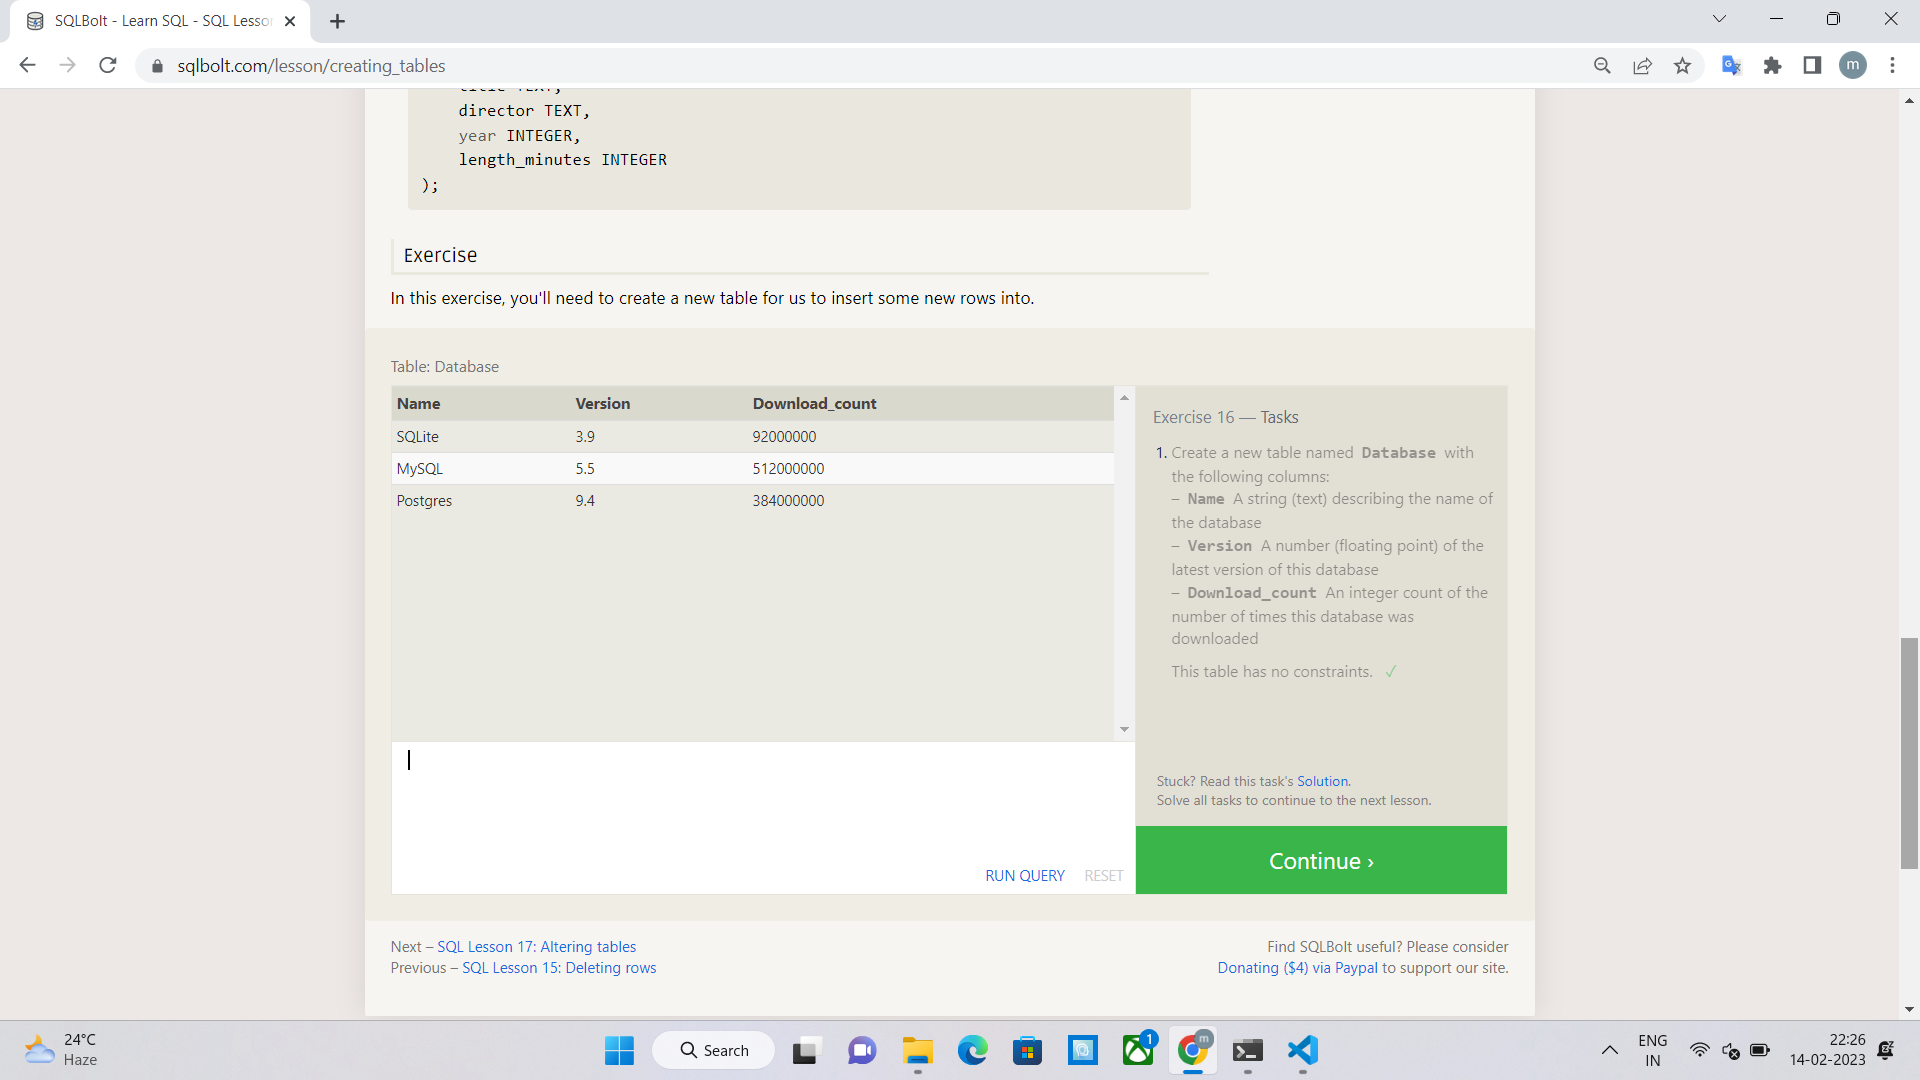 SQLBolt - Learn SQL - SQL Lesso
sqlbolt.com/lesson/creating_tables
m
title TEXT,
director TEXT,
year INTEGER,
length_minutes INTEGER
);
Exercise
In this exercise, you'll need to create a new table for us to insert some new rows into.
Table: Database
Name Version Download_count
SQLite 3.9 92000000
MySQL 5.5 512000000
Postgres 9.4 384000000
RUN QUERY RESET
Exercise 16 — Tasks
1. Create a new table named Database with
the following columns:
– Name A string (text) describing the name of
the database
– Version A number (floating point) of the
latest version of this database
– Download_count An integer count of the
number of times this database was
downloaded
This table has no constraints. ✓
Stuck? Read this task's Solution.
Solve all tasks to continue to the next lesson.
Continue ›
Next – SQL Lesson 17: Altering tables
Previous – SQL Lesson 15: Deleting rows
Find SQLBolt useful? Please consider
Donating ($4) via Paypal to support our site.
24°C
Haze
Search
1
m
ENG
IN
22:26
14-02-2023